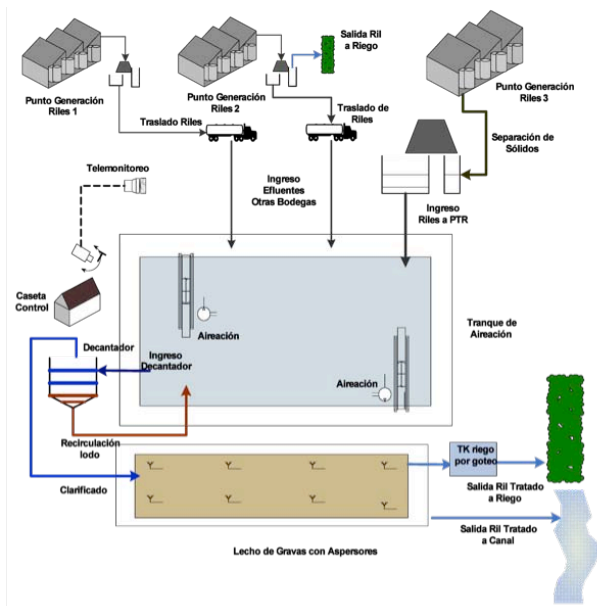 Salida Ril
a Riego
Punto Generación
Riles 1
Punto Generación
Riles 2
Punto Generación
Riles 3
Traslado Riles
Traslado de
Riles
Separación de
Sólidos
Telemonitoreo
Ingreso
Efluentes
Otras Bodegas
Ingreso
Riles a PTR
Caseta
Control
Aireación
Tranque de
Aireación
Decantador
Ingreso
Decantador
Aireación
Recirculación
lodo
TK riego
por goteo
Clarificado
Salida Ril Tratado
a Riego
Salida Ril Tratado
a Canal
Lecho de Gravas con Aspersores